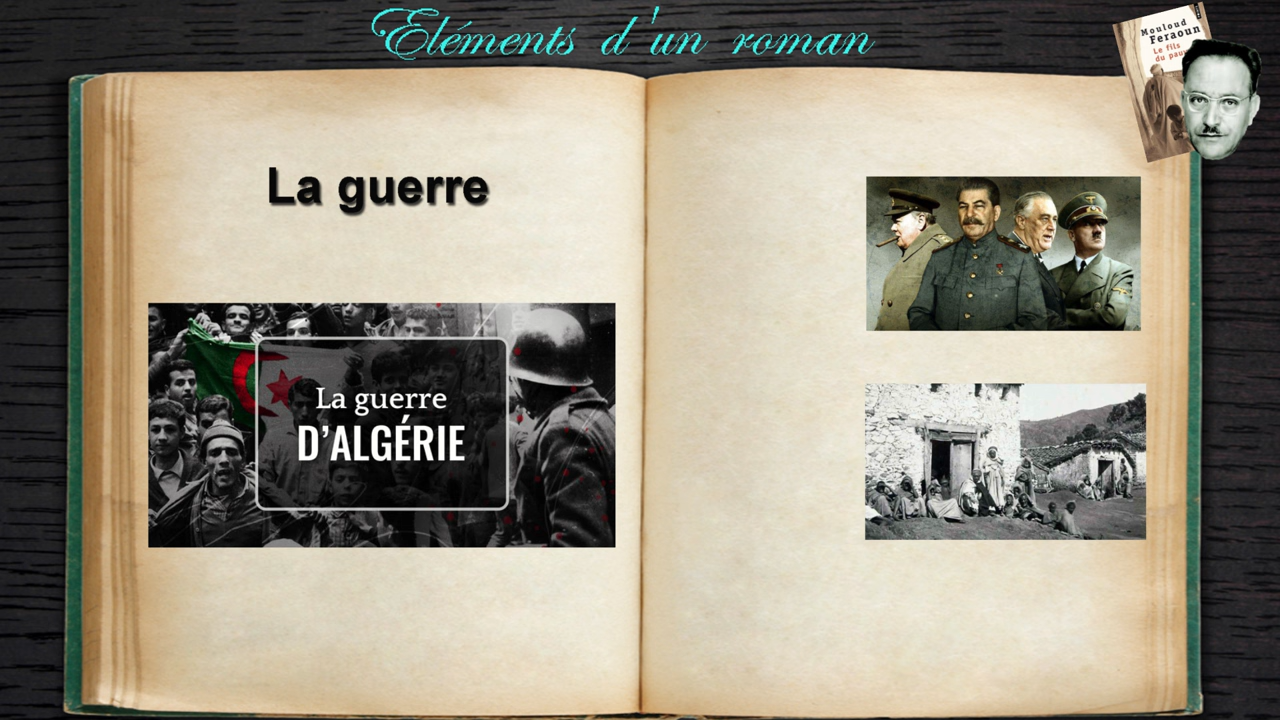 Eléments d'un roman
Mouloud
Feraoun
Le fils
La guerre
La guerre
D'ALGÉRIE